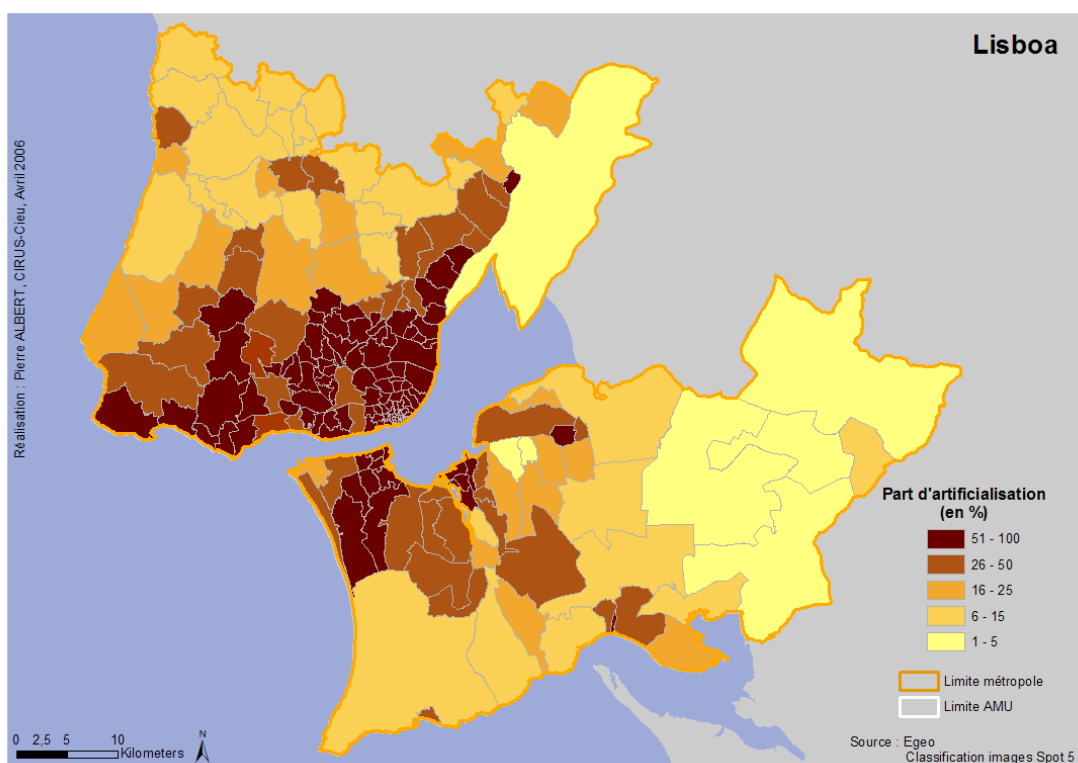 Lisboa
Réalisation : Pierre ALBERT, CIRUS-Cieu, Avril 2006
Part d'artificialisation
(en %)
51 - 100
26 - 50
16 - 25
6 - 15
1 - 5
Limite métropole
Limite AMU
0 2,5 5 10
Kilometers
N
Source : Egeo
Classification images Spot 5